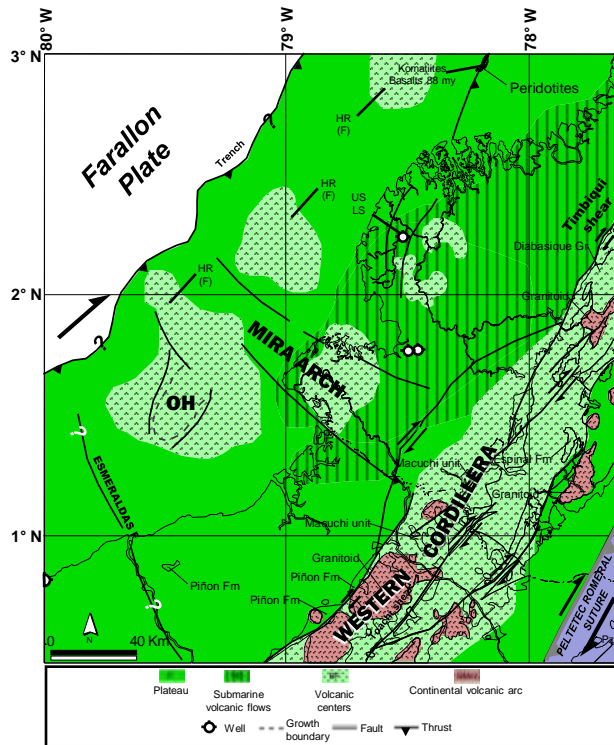 80° W
79° W
78° W
3° N
Komatiites
Basalts 88 my
Peridotites
Farallon
Plate
HR
(F)
Trench
?
HR
(F)
US
LS
Timbiqui
shear
Diabasique Gr.
HR
(F)
Granitoid
2° N
?
MIRA ARCH
OH
?
ESMERALDAS
Macuchi unit
Espinar Fm
Granitoid
CORDILLERA
Macuchi unit
1° N
Granitoid
Piñon Fm
Piñon Fm
Piñon Fm
?
WESTERN
PELTETEC ROMERAL
SUTURE
N
0
40 Km
Plateau
Submarine
volcanic flows
Volcanic
centers
Continental volcanic arc
Well
Growth
boundary
Fault
Thrust